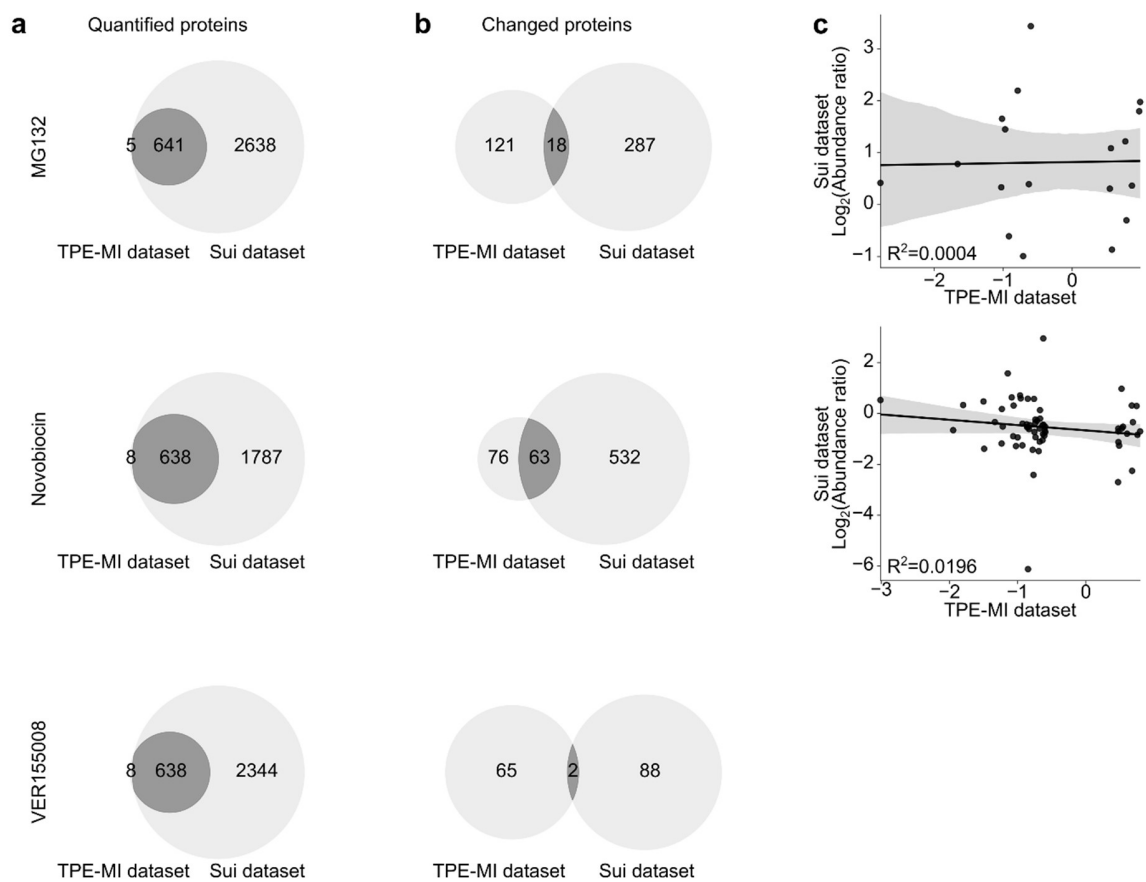 a
Quantified proteins
b
Changed proteins
c
MG132
5 641 2638
TPE-MI dataset Sui dataset
121 18 287
TPE-MI dataset Sui dataset
Sui dataset
Log2(Abundance ratio)
3
2
1
0
−1
R²=0.0004
−2 −1 0
TPE-MI dataset
Novobiocin
8 638 1787
TPE-MI dataset Sui dataset
76 63 532
TPE-MI dataset Sui dataset
Sui dataset
Log₂(Abundance ratio)
2
0
−2
−4
−6
R²=0.0196
−3 −2 −1 0
TPE-MI dataset
VER155008
8 638 2344
TPE-MI dataset Sui dataset
65 2 88
TPE-MI dataset Sui dataset